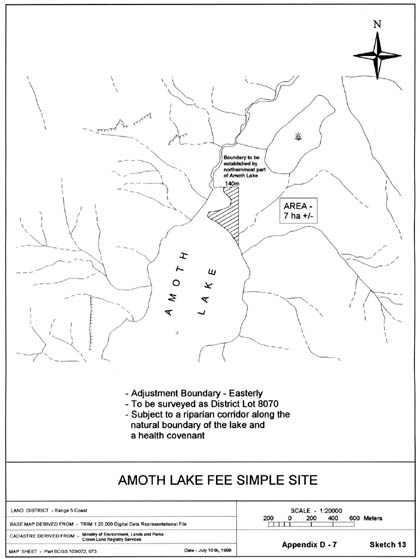 N
Boundary to be
established by
northernmost part
of Amoth Lake
140m
AREA -
7 ha +/-
AMOTH
LAKE
- Adjustment Boundary - Easterly
- To be surveyed as District Lot 8070
- Subject to a riparian corridor along the
natural boundary of the lake and
a health covenant
AMOTH LAKE FEE SIMPLE SITE
LAND DISTRICT - Range 5 Coast
BASE MAP DERIVED FROM - TRIM 1:20,000 Digital Data Representational File
CADASTRE DERIVED FROM - Ministry of Environment, Lands and Parks
Crown Land Registry Services
MAP SHEET - Part BCGS 103I072, 073
Date - July 10th, 1998
SCALE - 1:20000
200 0 200 400 600 Meters
Appendix D - 7
Sketch 13